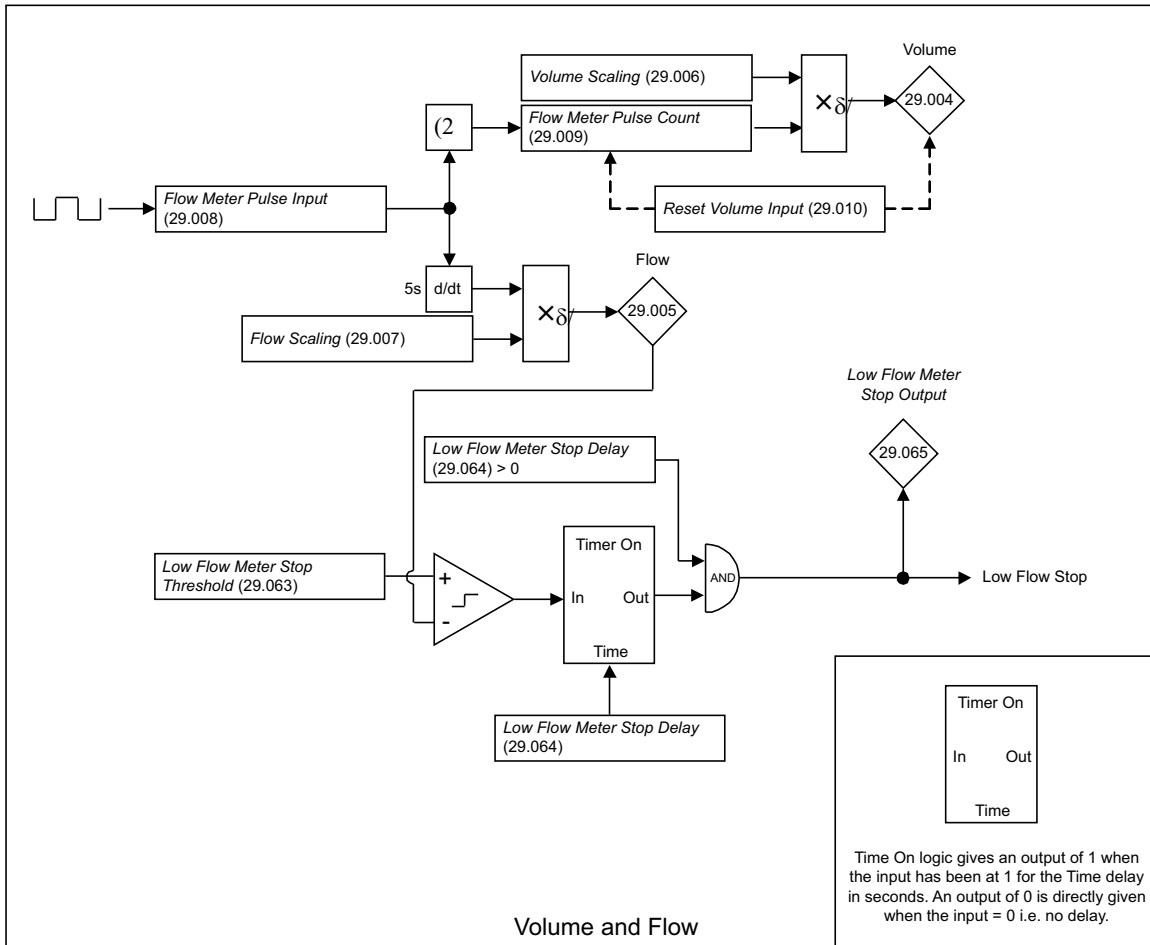 Volume
Volume Scaling (29.006)
× δ/
29.004
(2
Flow Meter Pulse Count
(29.009)
Flow Meter Pulse Input
(29.008)
Reset Volume Input (29.010)
Flow
5s
d/dt
× δ/
29.005
Flow Scaling (29.007)
Low Flow Meter
Stop Output
Low Flow Meter Stop Delay
(29.064) > 0
29.065
Timer On
Low Flow Meter Stop
Threshold (29.063)
+
-
In
Out
Time
AND
Low Flow Stop
Low Flow Meter Stop Delay
(29.064)
Timer On
In
Out
Time
Time On logic gives an output of 1 when
the input has been at 1 for the Time delay
in seconds. An output of 0 is directly given
when the input = 0 i.e. no delay.
Volume and Flow